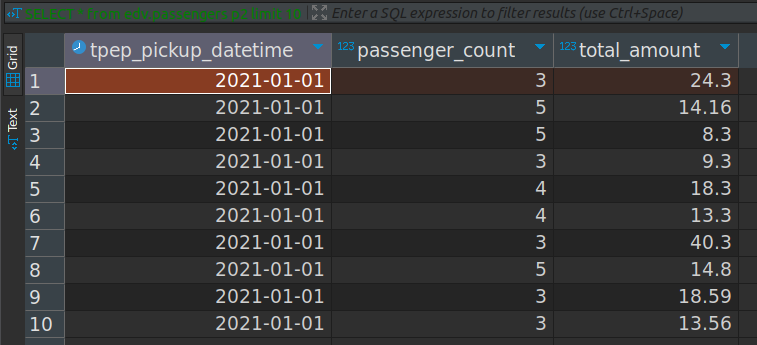 SELECT * from edv.passengers p2 limit 10 Enter a SQL expression to filter results (use Ctrl+Space)
Grid
Text
tpep_pickup_datetime 123 passenger_count 123 total_amount
1 2021-01-01 3 24.3
2 2021-01-01 5 14.16
3 2021-01-01 5 8.3
4 2021-01-01 3 9.3
5 2021-01-01 4 18.3
6 2021-01-01 4 13.3
7 2021-01-01 3 40.3
8 2021-01-01 5 14.8
9 2021-01-01 3 18.59
10 2021-01-01 3 13.56